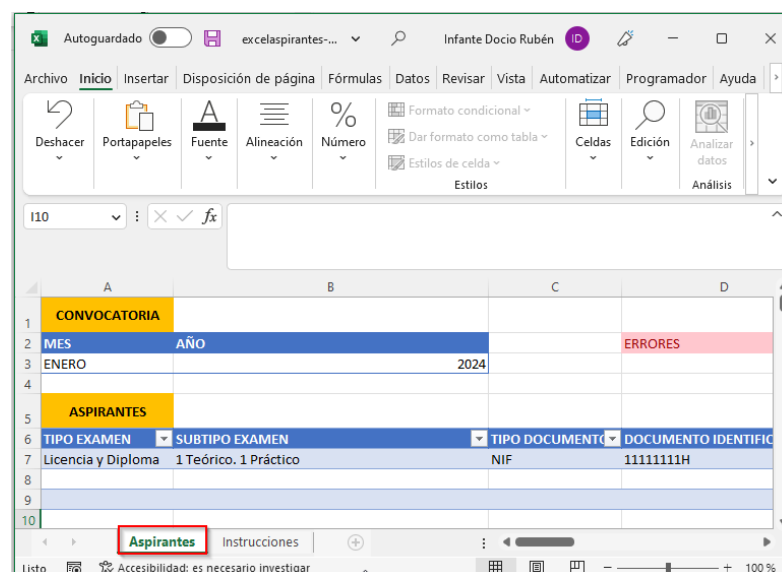 Autoguardado excelaspirantes-... Infante Docio Rubén ID
Archivo Inicio Insertar Disposición de página Fórmulas Datos Revisar Vista Automatizar Programador Ayuda
Deshacer Portapapeles Fuente Alineación Número Formato condicional Dar formato como tabla Estilos de celda Celdas Edición Analizar datos
Estilos Análisis
I10 fx
A B C D
1 CONVOCATORIA
2 MES AÑO ERRORES
3 ENERO 2024
4
5 ASPIRANTES
6 TIPO EXAMEN SUBTIPO EXAMEN TIPO DOCUMENTO DOCUMENTO IDENTIFIC
7 Licencia y Diploma 1 Teórico. 1 Práctico NIF 11111111H
8
9
10
Aspirantes Instrucciones
Listo Accesibilidad: es necesario investigar 100 %